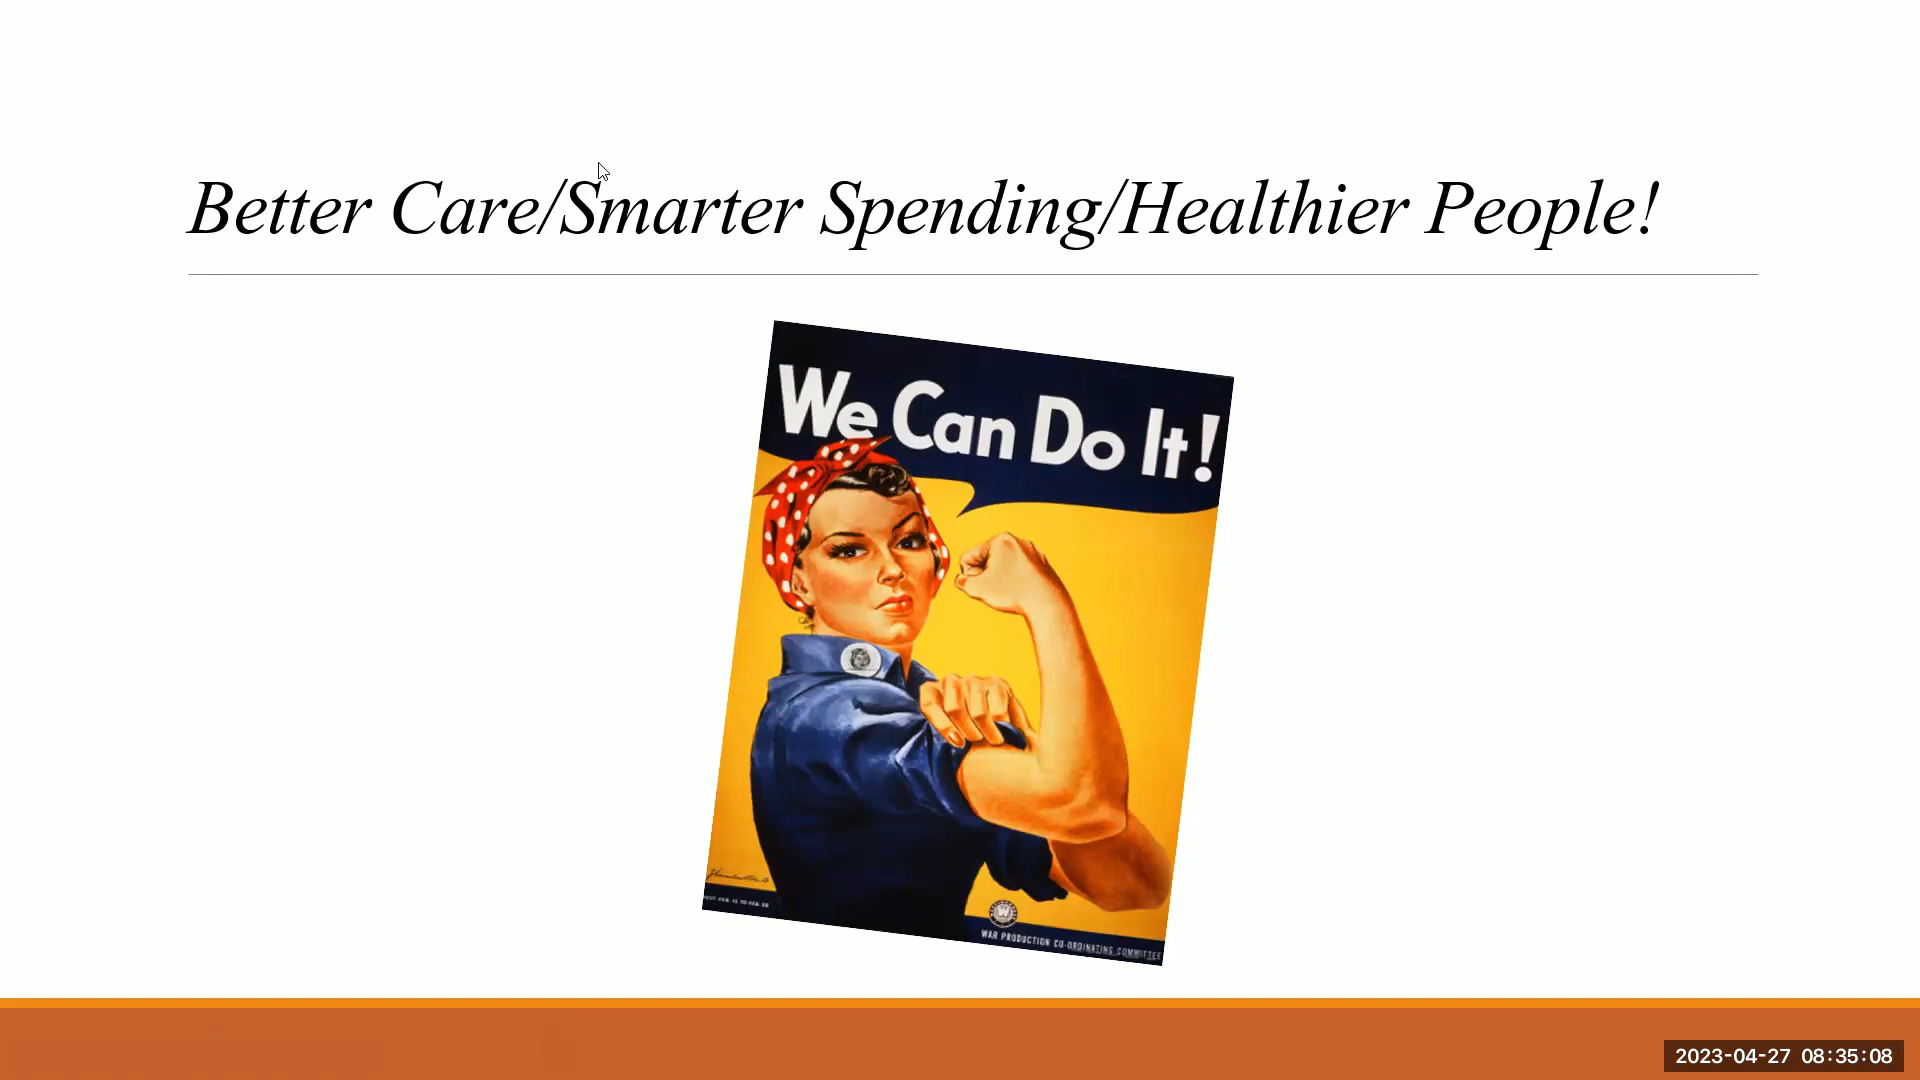 Better Care/Smarter Spending/Healthier People!
We Can Do It!
WAR PRODUCTION CO-ORDINATING COMMITTEE
2023-04-27 08:35:08